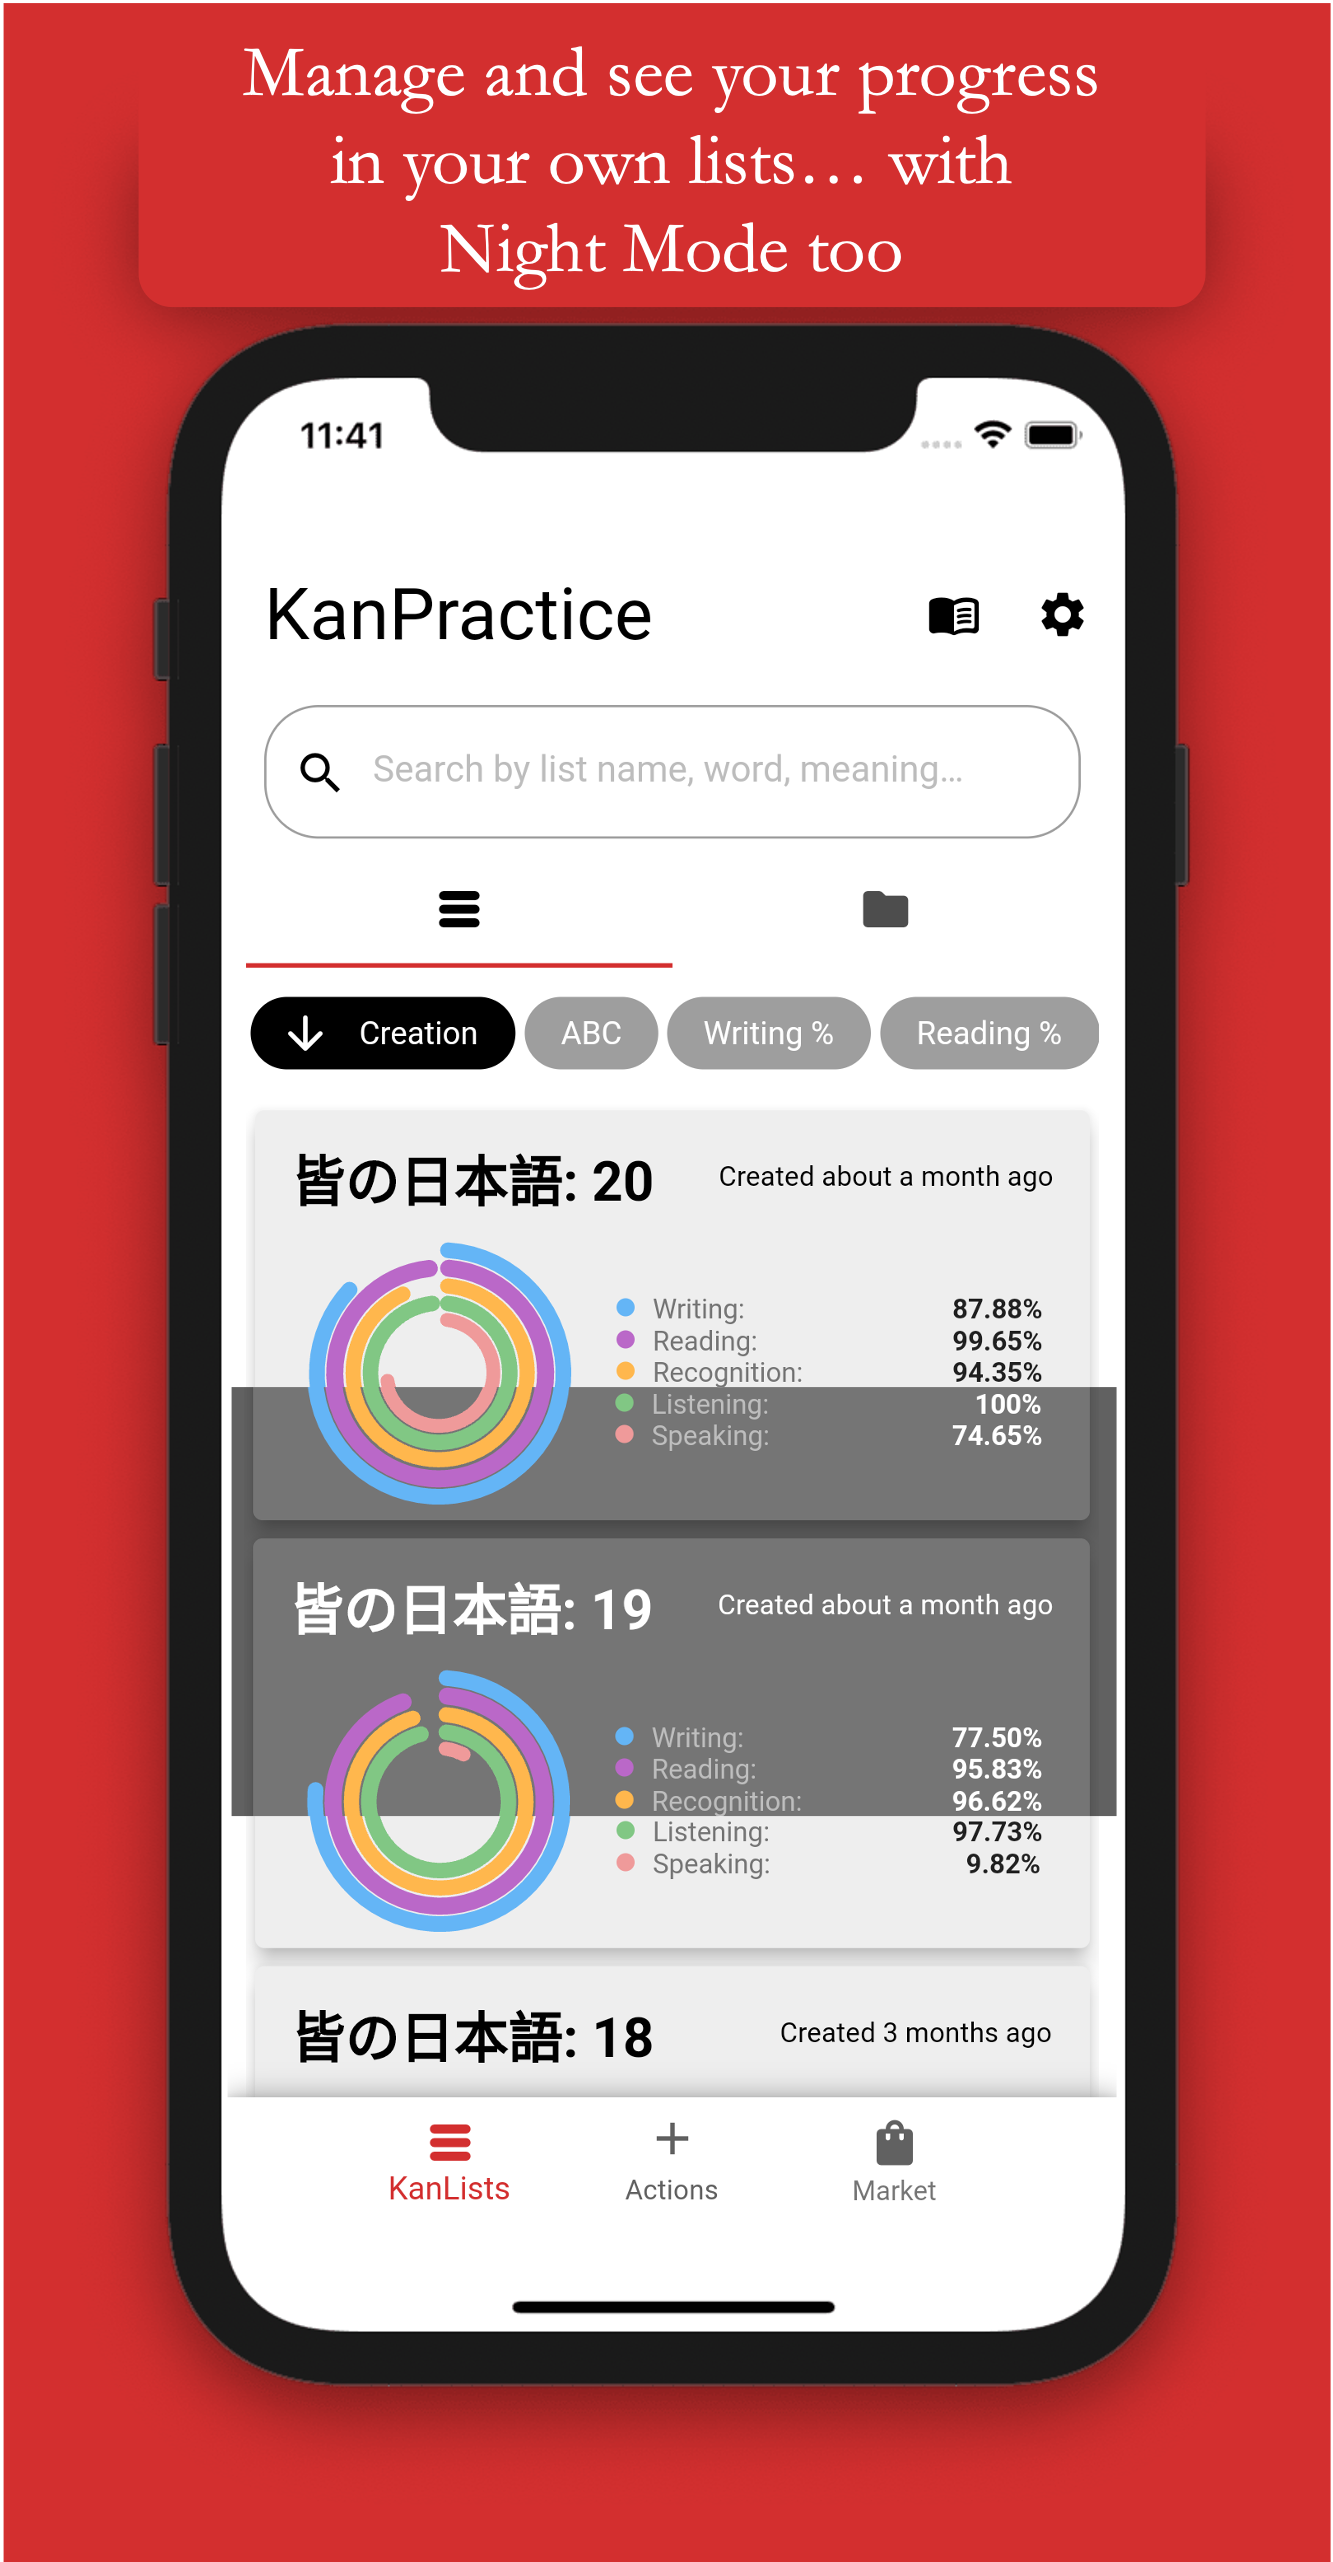 Manage and see your progress
in your own lists... with
Night Mode too
11:41
KanPractice
Search by list name, word, meaning...
Creation ABC Writing % Reading %
皆の日本語: 20 Created about a month ago
Writing: 87.88%
Reading: 99.65%
Recognition: 94.35%
Listening: 100%
Speaking: 74.65%
皆の日本語: 19 Created about a month ago
Writing: 77.50%
Reading: 95.83%
Recognition: 96.62%
Listening: 97.73%
Speaking: 9.82%
皆の日本語: 18 Created 3 months ago
KanLists Actions Market